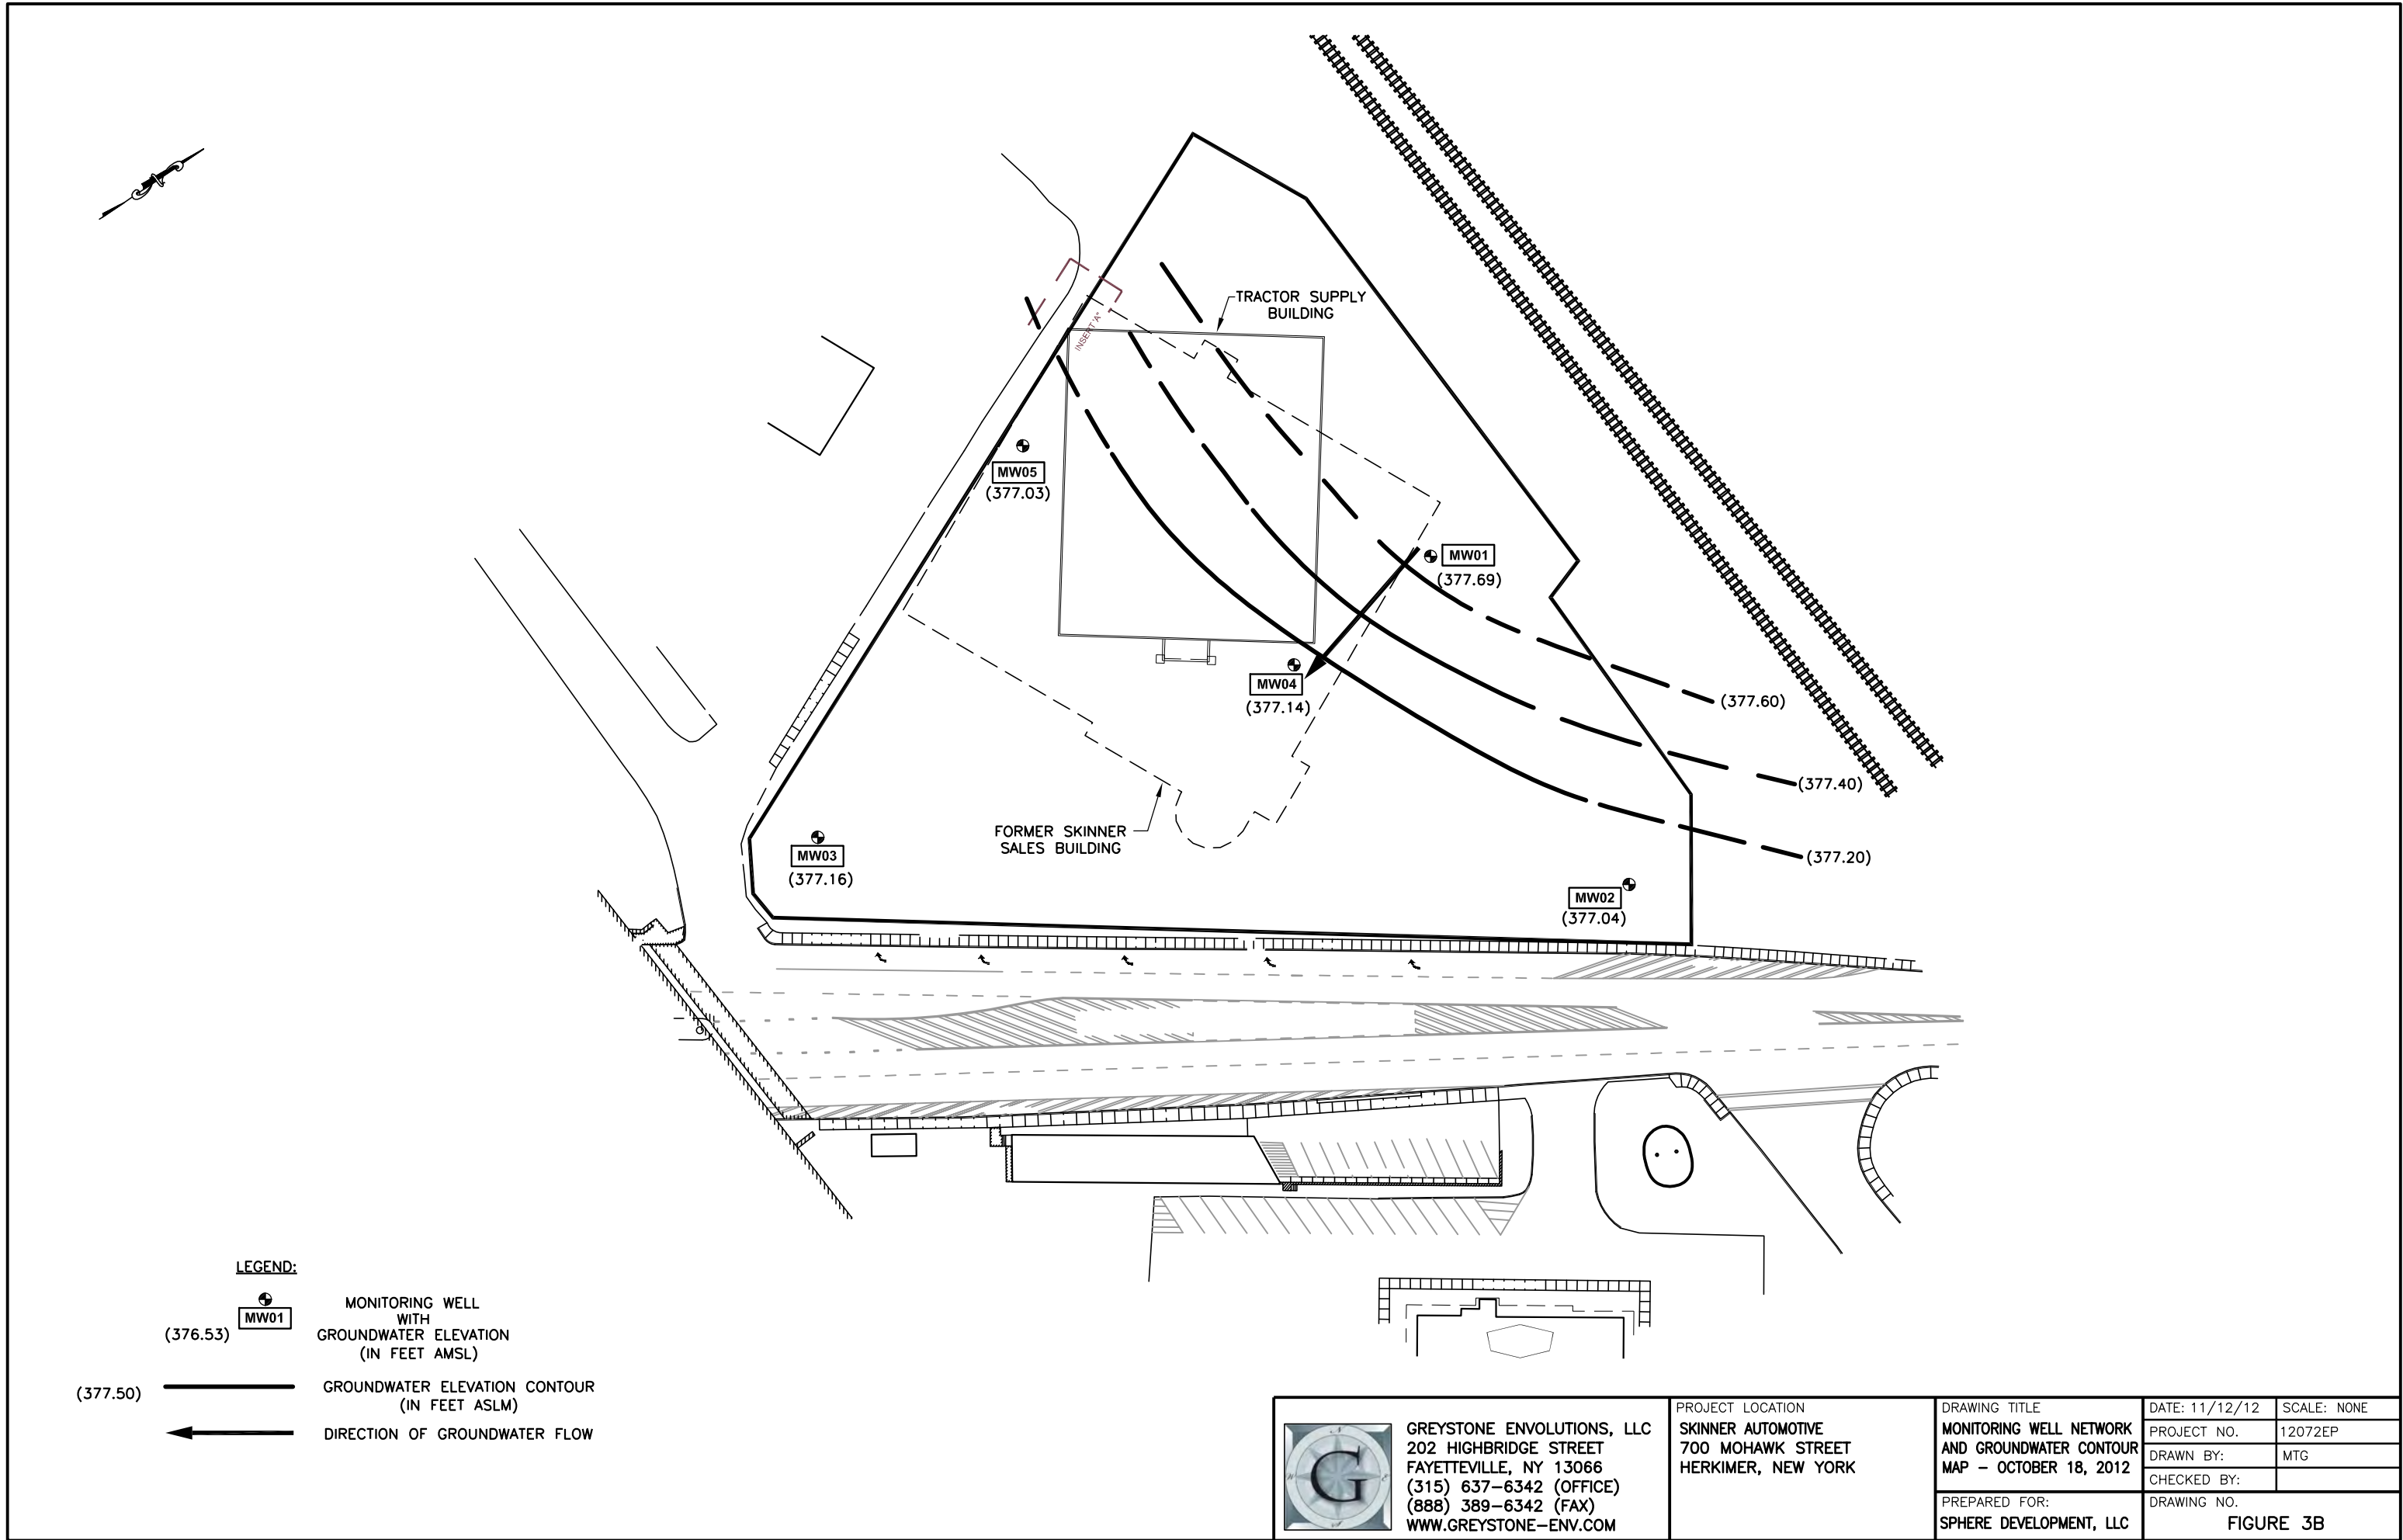 TRACTOR SUPPLY
BUILDING
INSERT "A"
MW05
(377.03)
MW01
(377.69)
MW04
(377.14)
(377.60)
(377.40)
(377.20)
FORMER SKINNER
SALES BUILDING
MW03
(377.16)
MW02
(377.04)
LEGEND:
MW01
(376.53)
MONITORING WELL
WITH
GROUNDWATER ELEVATION
(IN FEET AMSL)
(377.50)
GROUNDWATER ELEVATION CONTOUR
(IN FEET ASLM)
DIRECTION OF GROUNDWATER FLOW
G
GREYSTONE ENVOLUTIONS, LLC
202 HIGHBRIDGE STREET
FAYETTEVILLE, NY 13066
(315) 637-6342 (OFFICE)
(888) 389-6342 (FAX)
WWW.GREYSTONE-ENV.COM
PROJECT LOCATION
SKINNER AUTOMOTIVE
700 MOHAWK STREET
HERKIMER, NEW YORK
DRAWING TITLE
MONITORING WELL NETWORK
AND GROUNDWATER CONTOUR
MAP - OCTOBER 18, 2012
PREPARED FOR:
SPHERE DEVELOPMENT, LLC
DATE: 11/12/12
SCALE: NONE
PROJECT NO.
12072EP
DRAWN BY:
MTG
CHECKED BY:
DRAWING NO.
FIGURE 3B